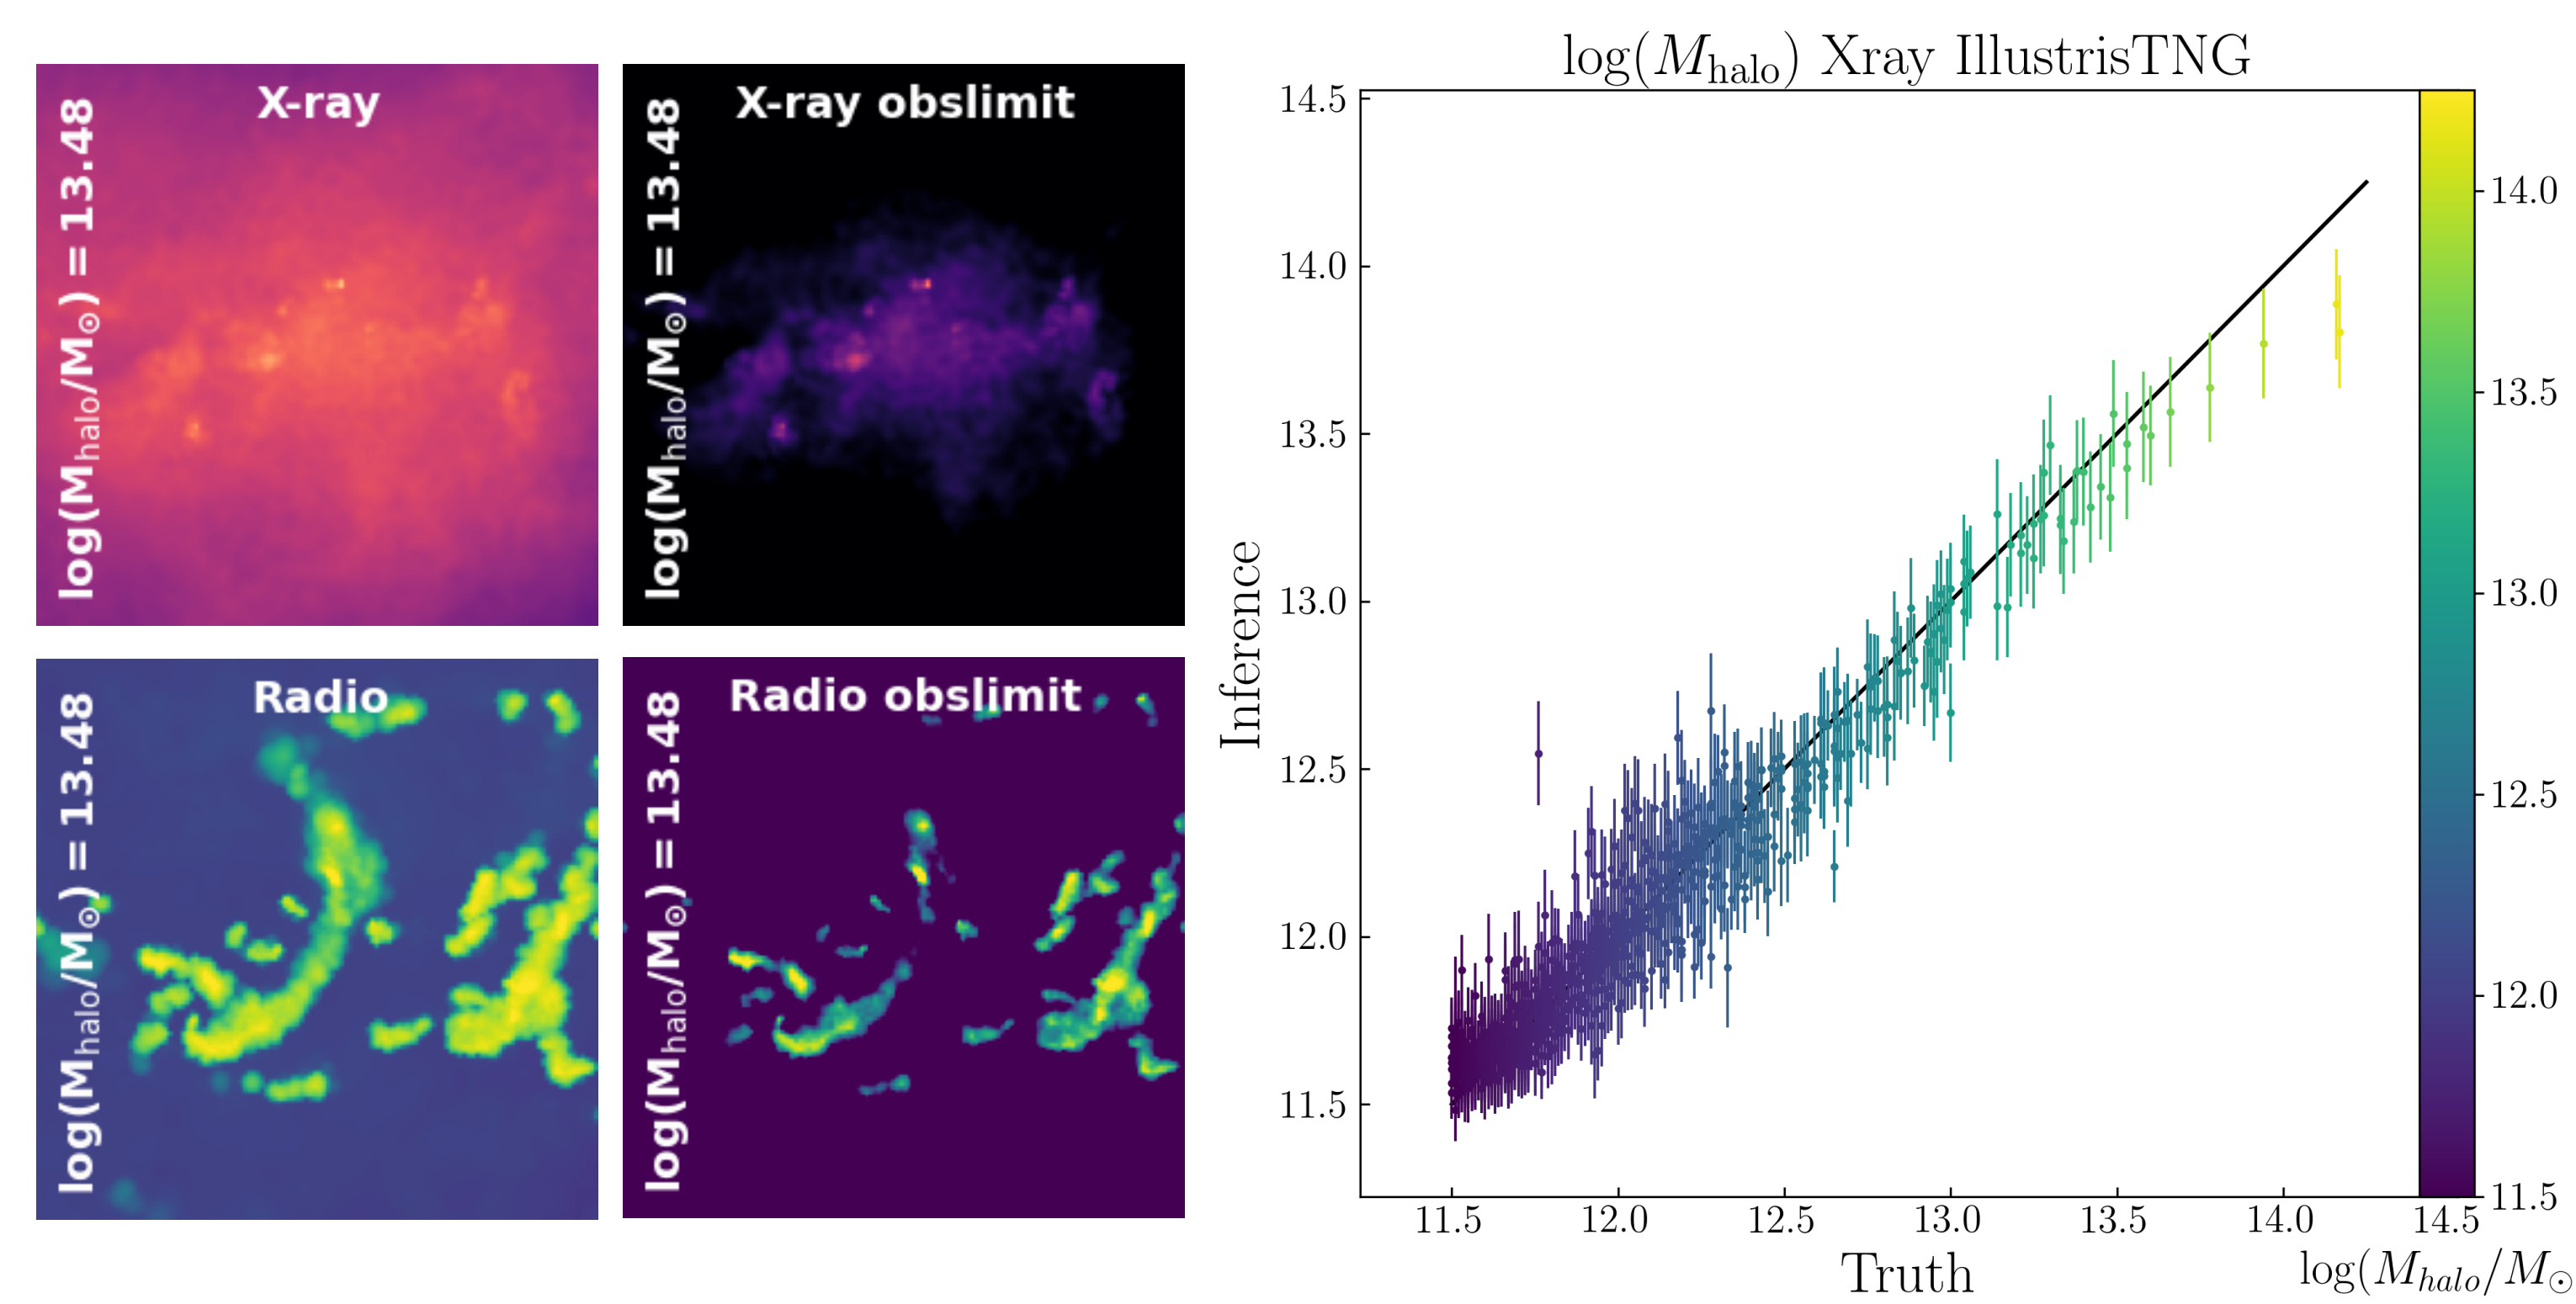 X-ray
log(Mhalo/M⊙) = 13.48
X-ray obslimit
log(Mhalo/M⊙) = 13.48
Radio
log(Mhalo/M⊙) = 13.48
Radio obslimit
log(Mhalo/M⊙) = 13.48
log(Mhalo) Xray IllustrisTNG
Inference
14.5
14.0
13.5
13.0
12.5
12.0
11.5
11.5 12.0 12.5 13.0 13.5 14.0 14.5
Truth
14.0
13.5
13.0
12.5
12.0
11.5
log(Mhalo/M⊙